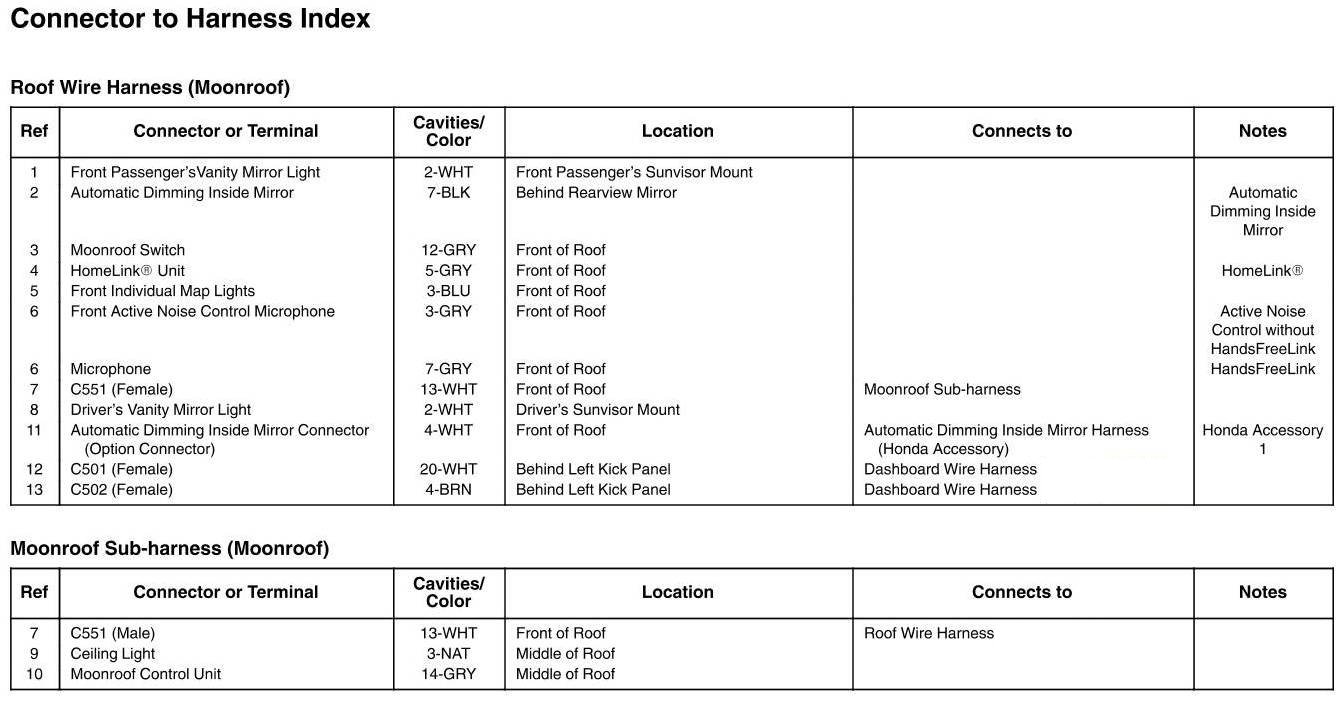 Connector to Harness Index
Roof Wire Harness (Moonroof)
Ref Connector or Terminal Cavities/ Color Location Connects to Notes
1 Front Passenger'sVanity Mirror Light 2-WHT Front Passenger's Sunvisor Mount
2 Automatic Dimming Inside Mirror 7-BLK Behind Rearview Mirror Automatic
Dimming Inside
Mirror
3 Moonroof Switch 12-GRY Front of Roof
4 HomeLink® Unit 5-GRY Front of Roof HomeLink®
5 Front Individual Map Lights 3-BLU Front of Roof
6 Front Active Noise Control Microphone 3-GRY Front of Roof Active Noise
Control without
HandsFreeLink
6 Microphone 7-GRY Front of Roof HandsFreeLink
7 C551 (Female) 13-WHT Front of Roof Moonroof Sub-harness
8 Driver's Vanity Mirror Light 2-WHT Driver's Sunvisor Mount
11 Automatic Dimming Inside Mirror Connector 4-WHT Front of Roof Automatic Dimming Inside Mirror Harness Honda Accessory
(Option Connector) (Honda Accessory) 1
12 C501 (Female) 20-WHT Behind Left Kick Panel Dashboard Wire Harness
13 C502 (Female) 4-BRN Behind Left Kick Panel Dashboard Wire Harness
Moonroof Sub-harness (Moonroof)
Ref Connector or Terminal Cavities/ Color Location Connects to Notes
7 C551 (Male) 13-WHT Front of Roof Roof Wire Harness
9 Ceiling Light 3-NAT Middle of Roof
10 Moonroof Control Unit 14-GRY Middle of Roof